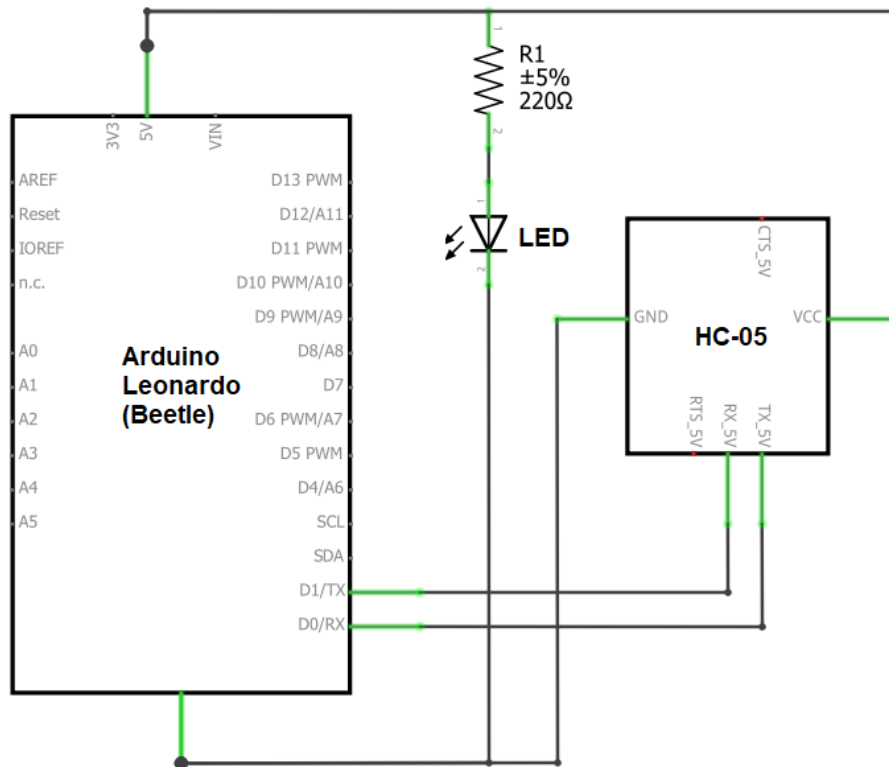 1
R1
±5%
220Ω
2
3V3
5V
VIN
AREF
Reset
IOREF
n.c.
A0
A1
A2
A3
A4
A5
Arduino
Leonardo
(Beetle)
D13 PWM
D12/A11
D11 PWM
D10 PWM/A10
D9 PWM/A9
D8/A8
D7
D6 PWM/A7
D5 PWM
D4/A6
SCL
SDA
D1/TX
D0/RX
1
LED
2
CTS_5V
GND
HC-05
VCC
RTS_5V
RX_5V
TX_5V